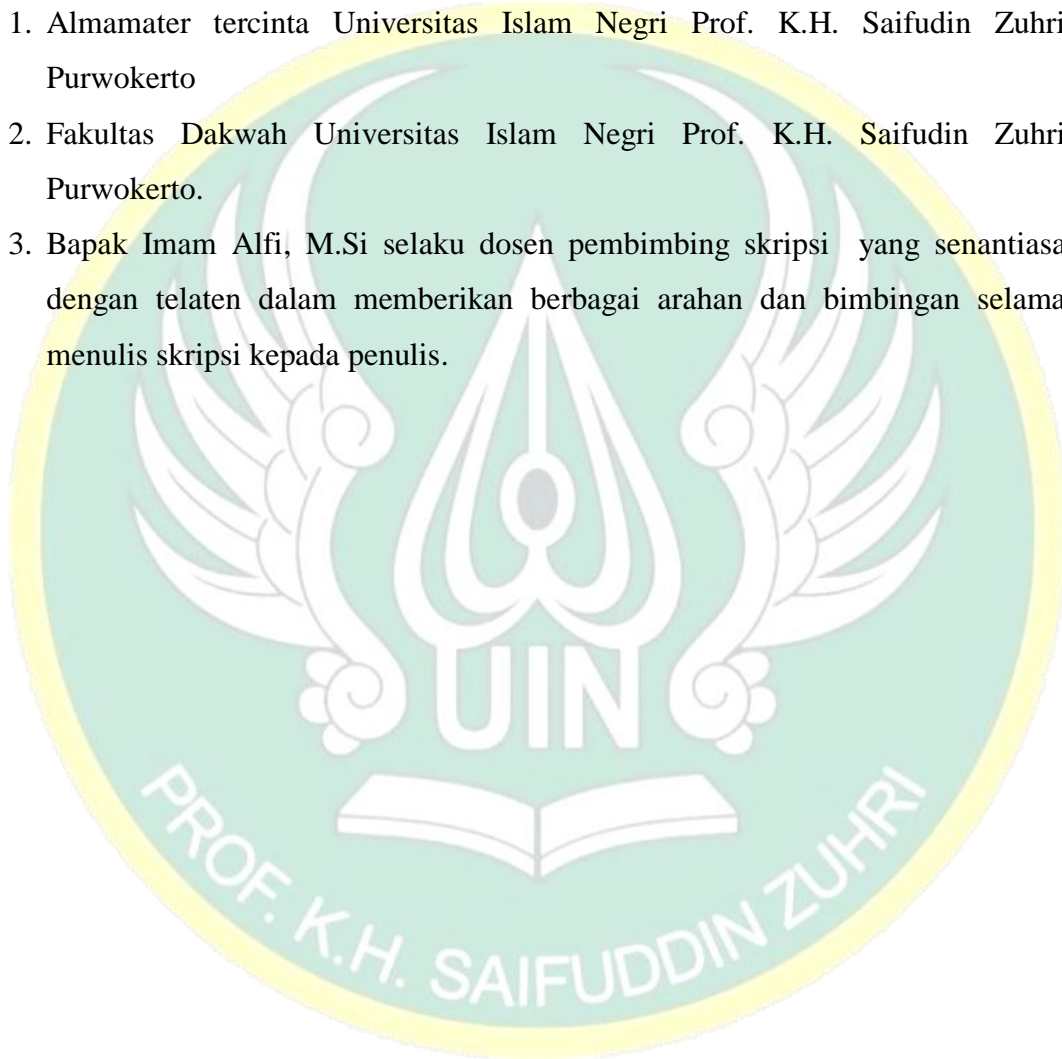 1. Almamater tercinta Universitas Islam Negri Prof. K.H. Saifudin Zuhri
Purwokerto
2. Fakultas Dakwah Universitas Islam Negri Prof. K.H. Saifudin Zuhri
Purwokerto.
3. Bapak Imam Alfi, M.Si selaku dosen pembimbing skripsi yang senantiasa
dengan telaten dalam memberikan berbagai arahan dan bimbingan selama
menulis skripsi kepada penulis.
UIN
PROF. K.H. SAIFUDDIN ZUHRI